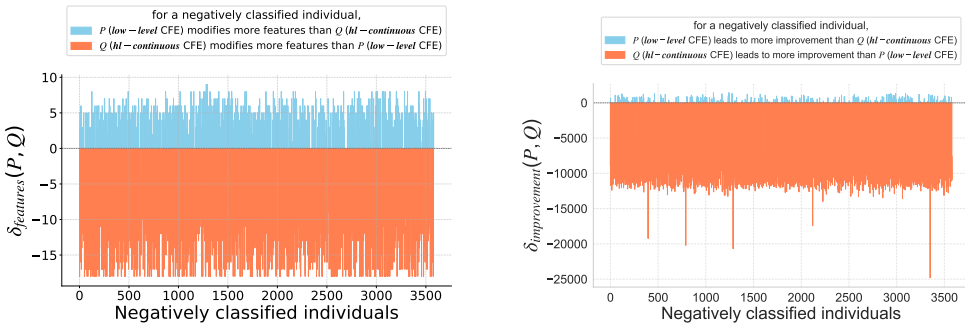 for a negatively classified individual,
P (low−level CFE) modifies more features than Q (hl−continuous CFE)
Q (hl−continuous CFE) modifies more features than P (low−level CFE)
10
5
0
−5
−10
−15
δfeatures(P, Q)
0 500 1000 1500 2000 2500 3000 3500
Negatively classified individuals
for a negatively classified individual,
P (low−level CFE) leads to more improvement than Q (hl−continuous CFE)
Q (hl−continuous CFE) leads to more improvement than P (low−level CFE)
0
−5000
−10000
−15000
−20000
−25000
δimprovement(P, Q)
0 500 1000 1500 2000 2500 3000 3500
Negatively classified individuals